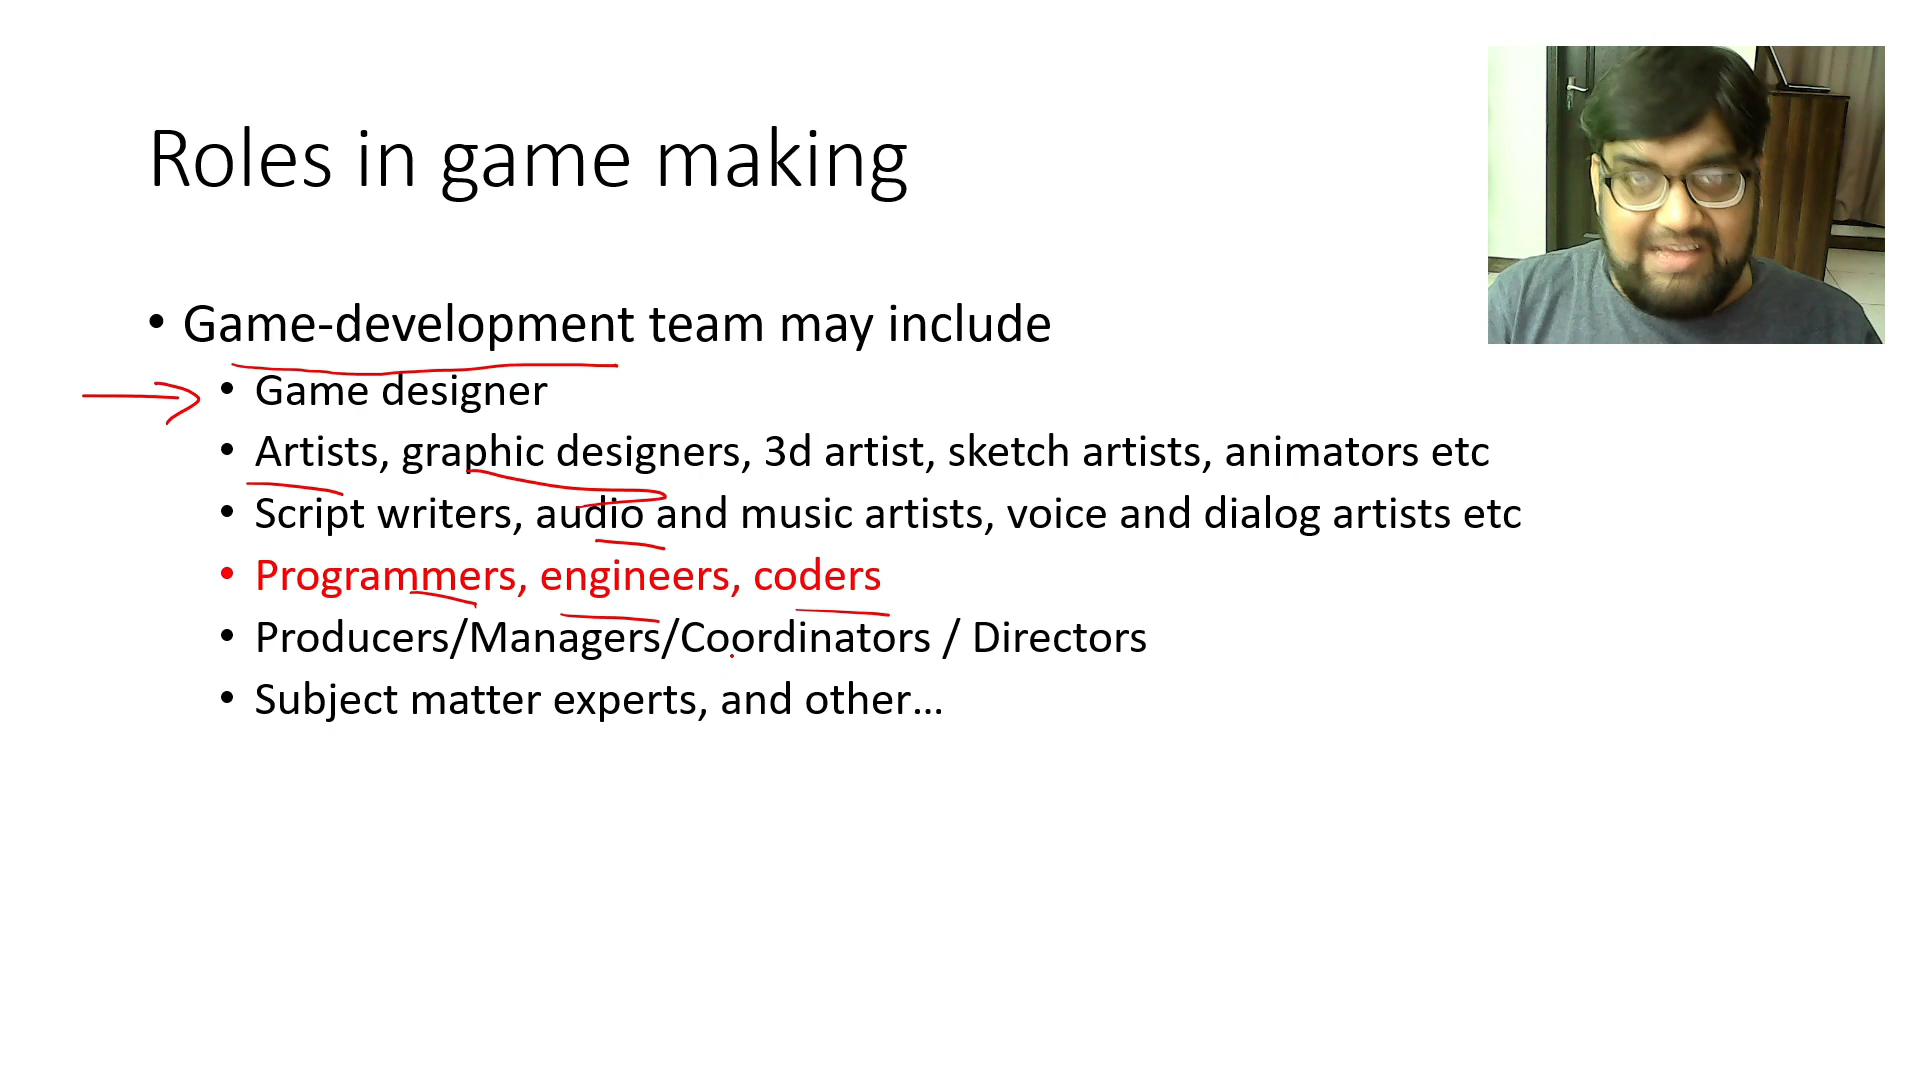 Roles in game making
• Game-development team may include
• Game designer
• Artists, graphic designers, 3d artist, sketch artists, animators etc
• Script writers, audio and music artists, voice and dialog artists etc
• Programmers, engineers, coders
• Producers/Managers/Coordinators / Directors
• Subject matter experts, and other…